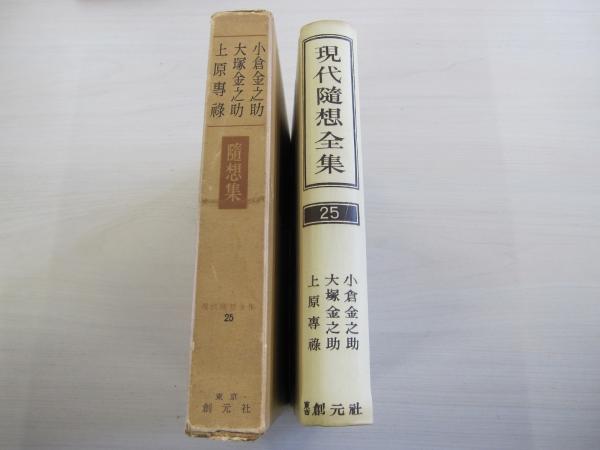 小倉金之助
大塚金之助
上原專祿
隨想集
現代隨想全集
25
東京
創元社
現代隨想全集
25
小倉金之助
大塚金之助
上原專祿
東京創元社